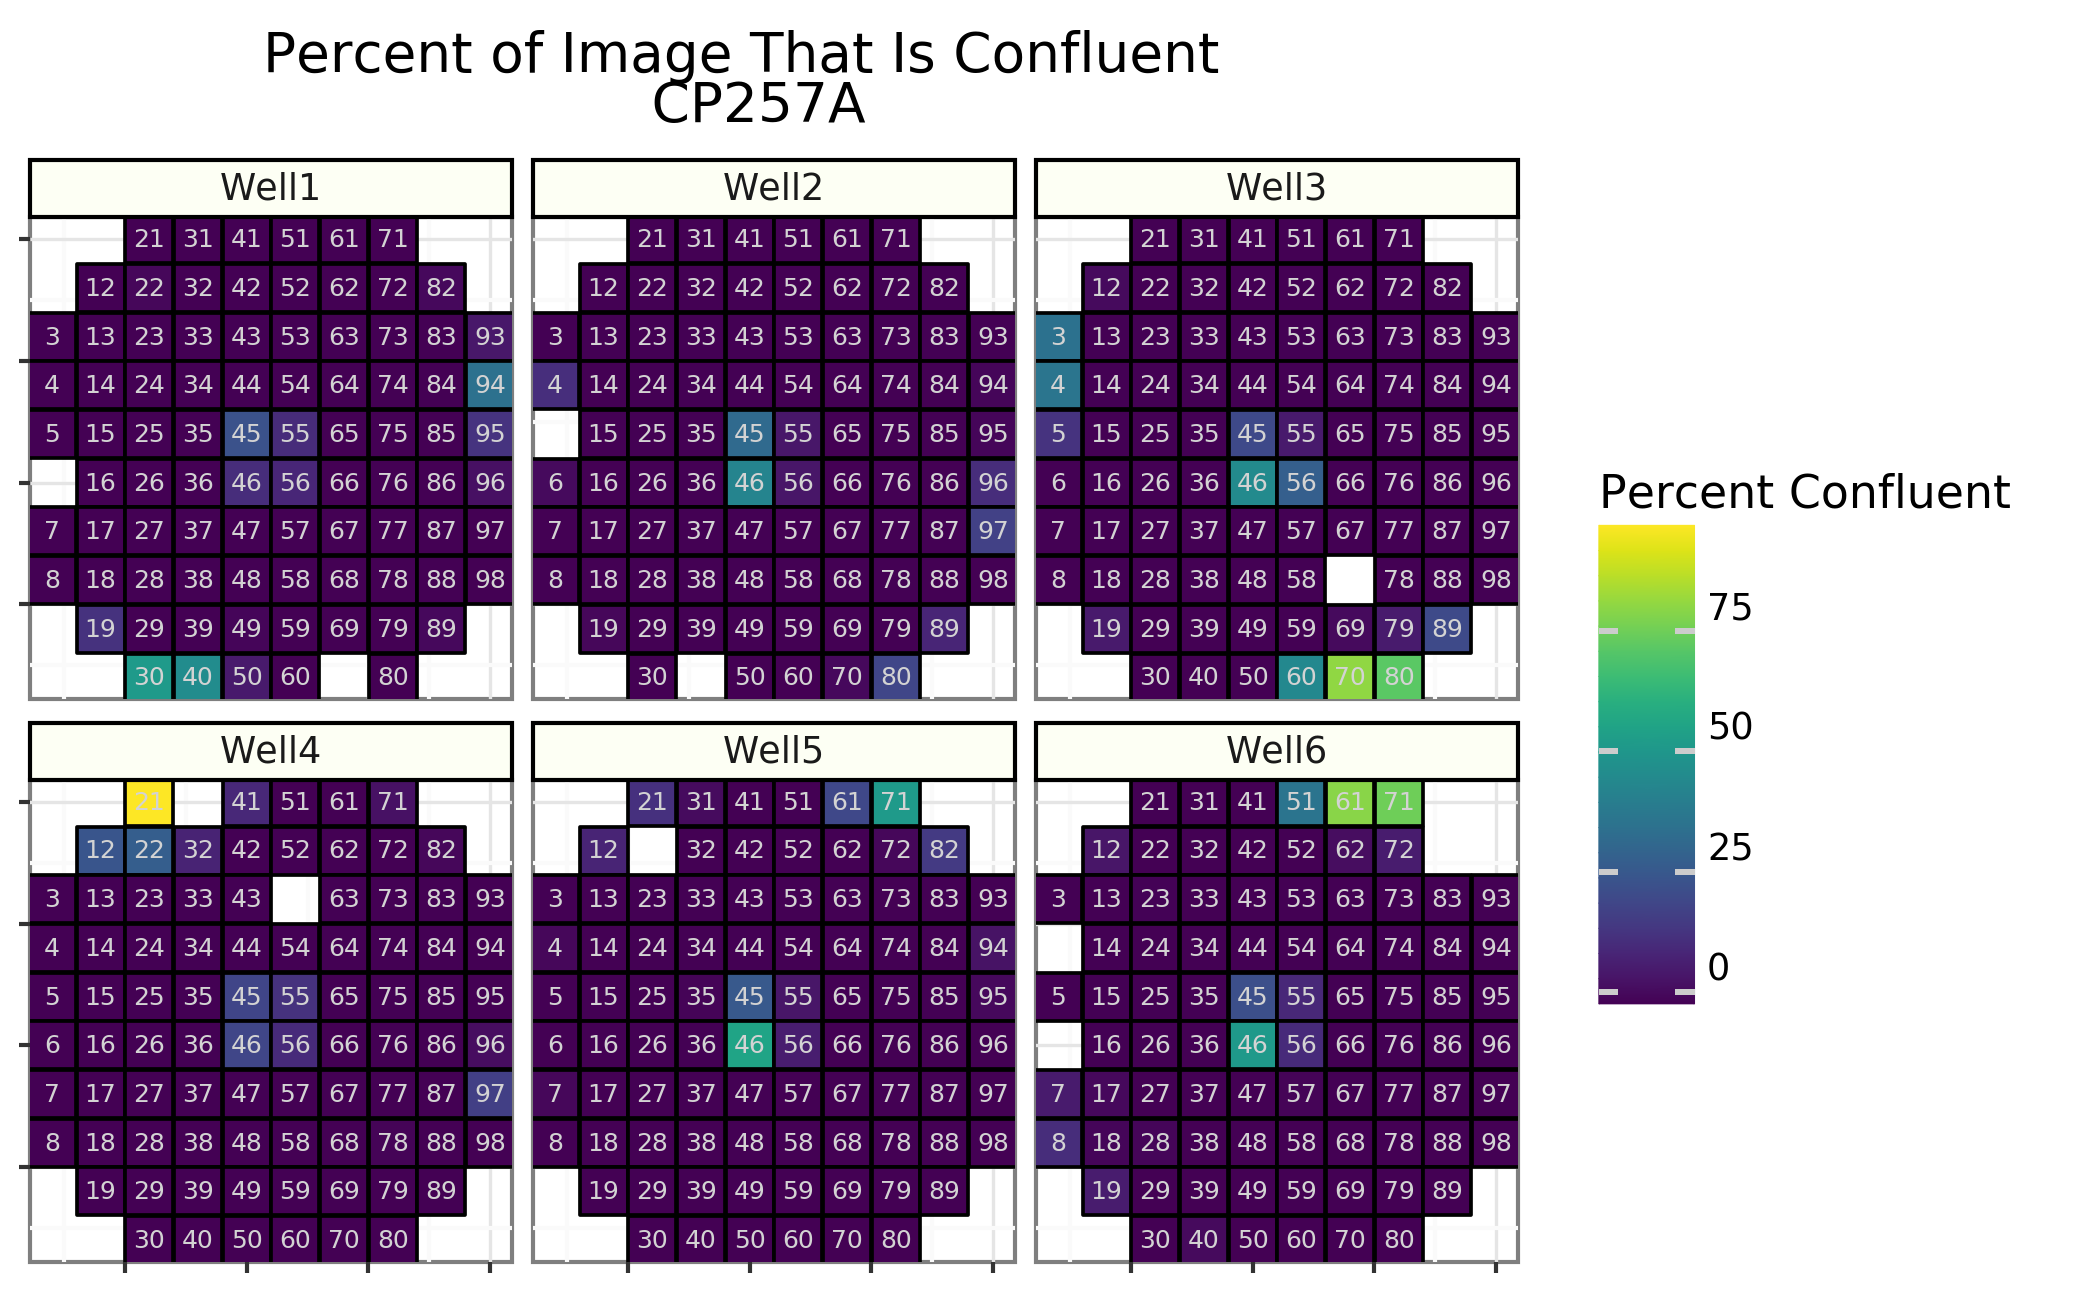 Percent of Image That Is Confluent
CP257A
Well1 Well2 Well3
21 31 41 51 61 71 21 31 41 51 61 71 21 31 41 51 61 71
12 22 32 42 52 62 72 82 12 22 32 42 52 62 72 82 12 22 32 42 52 62 72 82
3 13 23 33 43 53 63 73 83 93 3 13 23 33 43 53 63 73 83 93 3 13 23 33 43 53 63 73 83 93
4 14 24 34 44 54 64 74 84 94 4 14 24 34 44 54 64 74 84 94 4 14 24 34 44 54 64 74 84 94
5 15 25 35 45 55 65 75 85 95 15 25 35 45 55 65 75 85 95 5 15 25 35 45 55 65 75 85 95
16 26 36 46 56 66 76 86 96 6 16 26 36 46 56 66 76 86 96 6 16 26 36 46 56 66 76 86 96
7 17 27 37 47 57 67 77 87 97 7 17 27 37 47 57 67 77 87 97 7 17 27 37 47 57 67 77 87 97
8 18 28 38 48 58 68 78 88 98 8 18 28 38 48 58 68 78 88 98 8 18 28 38 48 58 78 88 98
19 29 39 49 59 69 79 89 19 29 39 49 59 69 79 89 19 29 39 49 59 69 79 89
30 40 50 60 80 30 50 60 70 80 30 40 50 60 70 80
Well4 Well5 Well6
21 41 51 61 71 21 31 41 51 61 71 21 31 41 51 61 71
12 22 32 42 52 62 72 82 12 32 42 52 62 72 82 12 22 32 42 52 62 72
3 13 23 33 43 63 73 83 93 3 13 23 33 43 53 63 73 83 93 3 13 23 33 43 53 63 73 83 93
4 14 24 34 44 54 64 74 84 94 4 14 24 34 44 54 64 74 84 94 14 24 34 44 54 64 74 84 94
5 15 25 35 45 55 65 75 85 95 5 15 25 35 45 55 65 75 85 95 5 15 25 35 45 55 65 75 85 95
6 16 26 36 46 56 66 76 86 96 6 16 26 36 46 56 66 76 86 96 16 26 36 46 56 66 76 86 96
7 17 27 37 47 57 67 77 87 97 7 17 27 37 47 57 67 77 87 97 7 17 27 37 47 57 67 77 87 97
8 18 28 38 48 58 68 78 88 98 8 18 28 38 48 58 68 78 88 98 8 18 28 38 48 58 68 78 88 98
19 29 39 49 59 69 79 89 19 29 39 49 59 69 79 89 19 29 39 49 59 69 79 89
30 40 50 60 70 80 30 40 50 60 70 80 30 40 50 60 70 80
Percent Confluent
75
50
25
0